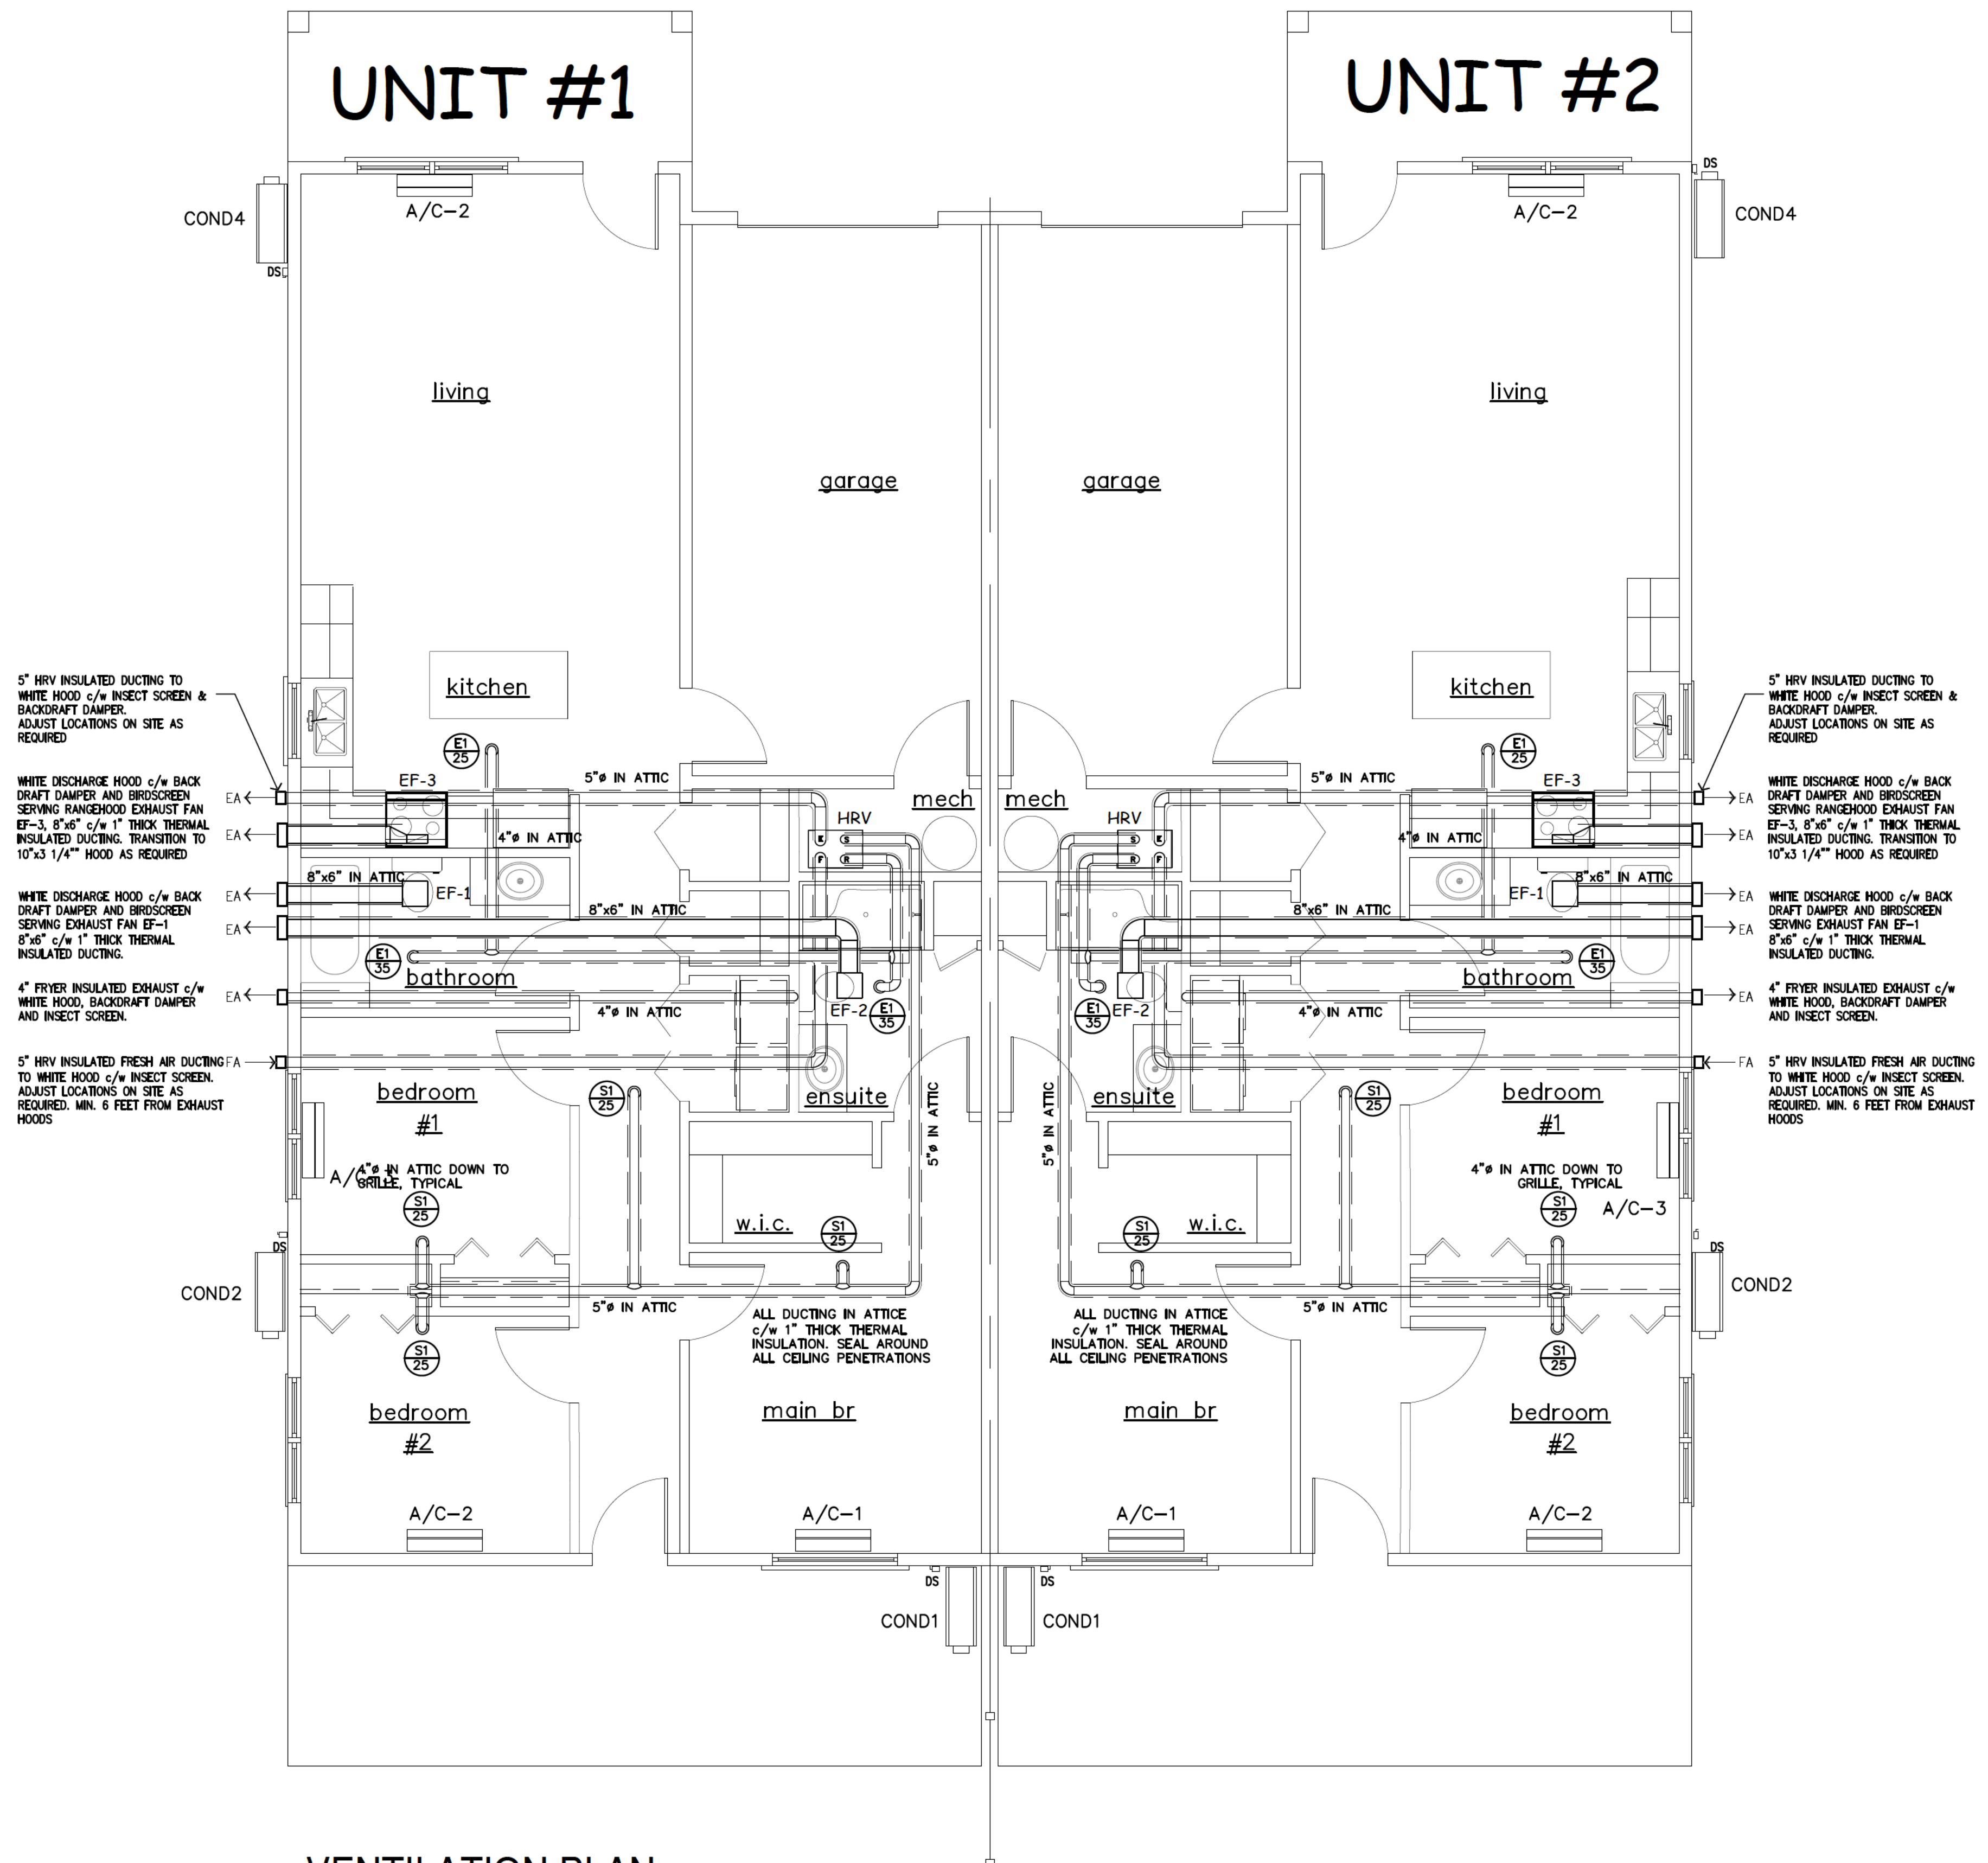 UNIT #1
UNIT #2
DS
A/C-2
COND4
DS
A/C-2
COND4
living
living
garage
garage
5" HRV INSULATED DUCTING TO
WHITE HOOD c/w INSECT SCREEN &
BACKDRAFT DAMPER.
ADJUST LOCATIONS ON SITE AS
REQUIRED
kitchen
kitchen
5" HRV INSULATED DUCTING TO
WHITE HOOD c/w INSECT SCREEN &
BACKDRAFT DAMPER.
ADJUST LOCATIONS ON SITE AS
REQUIRED
E1
25
E1
25
WHITE DISCHARGE HOOD c/w BACK
DRAFT DAMPER AND BIRDSCREEN
SERVING RANGEHOOD EXHAUST FAN
EF-3, 8"x6" c/w 1" THICK THERMAL
INSULATED DUCTING. TRANSITION TO
10"x3 1/4"" HOOD AS REQUIRED
EA
EA
EF-3
5"ø IN ATTIC
4"ø IN ATTIC
mech
HRV
E
S
F
R
mech
HRV
S
E
R
F
5"ø IN ATTIC
4"ø IN ATTIC
EF-3
EA
EA
WHITE DISCHARGE HOOD c/w BACK
DRAFT DAMPER AND BIRDSCREEN
SERVING RANGEHOOD EXHAUST FAN
EF-3, 8"x6" c/w 1" THICK THERMAL
INSULATED DUCTING. TRANSITION TO
10"x3 1/4"" HOOD AS REQUIRED
WHITE DISCHARGE HOOD c/w BACK
DRAFT DAMPER AND BIRDSCREEN
SERVING EXHAUST FAN EF-1
8"x6" c/w 1" THICK THERMAL
INSULATED DUCTING.
EA
EA
8"x6" IN ATTIC
EF-1
8"x6" IN ATTIC
8"x6" IN ATTIC
EF-1
8"x6" IN ATTIC
EA
EA
WHITE DISCHARGE HOOD c/w BACK
DRAFT DAMPER AND BIRDSCREEN
SERVING EXHAUST FAN EF-1
8"x6" c/w 1" THICK THERMAL
INSULATED DUCTING.
E1
35
bathroom
bathroom
E1
35
4" FRYER INSULATED EXHAUST c/w
WHITE HOOD, BACKDRAFT DAMPER
AND INSECT SCREEN.
EA
4"ø IN ATTIC
EF-2
E1
35
E1
35
EF-2
4"ø IN ATTIC
EA
4" FRYER INSULATED EXHAUST c/w
WHITE HOOD, BACKDRAFT DAMPER
AND INSECT SCREEN.
5" HRV INSULATED FRESH AIR DUCTING
TO WHITE HOOD c/w INSECT SCREEN.
ADJUST LOCATIONS ON SITE AS
REQUIRED. MIN. 6 FEET FROM EXHAUST
HOODS
FA
bedroom
#1
S1
25
ensuite
5"ø IN ATTIC
5"ø IN ATTIC
ensuite
S1
25
bedroom
#1
FA
5" HRV INSULATED FRESH AIR DUCTING
TO WHITE HOOD c/w INSECT SCREEN.
ADJUST LOCATIONS ON SITE AS
REQUIRED. MIN. 6 FEET FROM EXHAUST
HOODS
4"ø IN ATTIC DOWN TO
GRILLE, TYPICAL
4"ø IN ATTIC DOWN TO
GRILLE, TYPICAL
A/C-3
S1
25
w.i.c.
S1
25
S1
25
w.i.c.
S1
25
DS
COND2
DS
COND2
5"ø IN ATTIC
5"ø IN ATTIC
ALL DUCTING IN ATTICE
c/w 1" THICK THERMAL
INSULATION. SEAL AROUND
ALL CEILING PENETRATIONS
ALL DUCTING IN ATTICE
c/w 1" THICK THERMAL
INSULATION. SEAL AROUND
ALL CEILING PENETRATIONS
S1
25
S1
25
bedroom
#2
main br
main br
bedroom
#2
A/C-2
A/C-1
A/C-1
A/C-2
DS
DS
COND1
COND1
VENTILATION PLAN